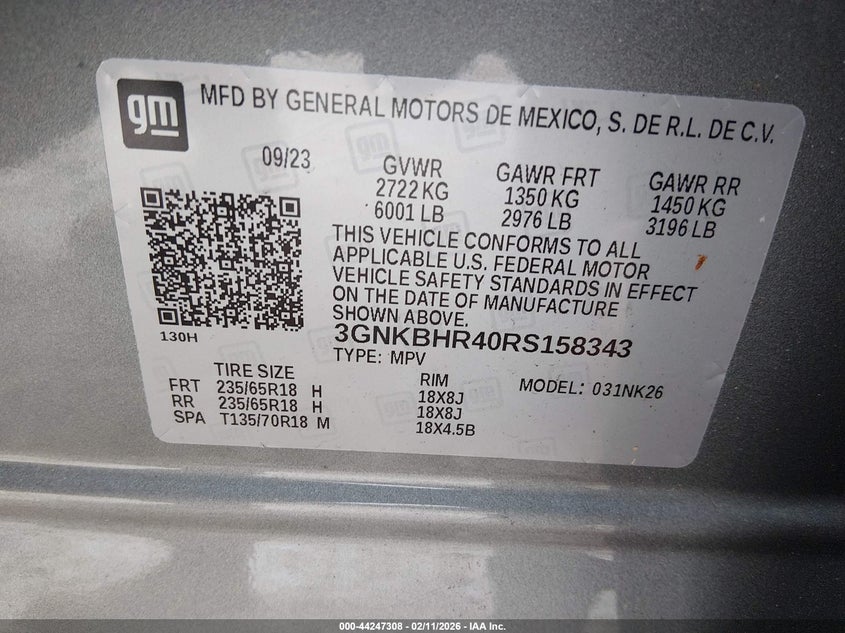 gm
MFD BY GENERAL MOTORS DE MEXICO, S. DE R.L. DE C.V.
09/23
GVWR GAWR FRT GAWR RR
2722 KG 1350 KG 1450 KG
6001 LB 2976 LB 3196 LB
THIS VEHICLE CONFORMS TO ALL
APPLICABLE U.S. FEDERAL MOTOR
VEHICLE SAFETY STANDARDS IN EFFECT
ON THE DATE OF MANUFACTURE
SHOWN ABOVE.
130H
3GNKBHR40RS158343
TYPE: MPV
TIRE SIZE RIM MODEL: 031NK26
FRT 235/65R18 H 18X8J
RR 235/65R18 H 18X8J
SPA T135/70R18 M 18X4.5B
000-44247308 - 02/11/2026 - IAA Inc.